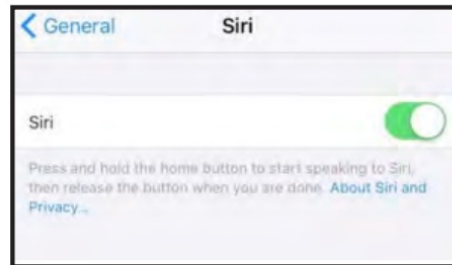 General Siri
Siri
Press and hold the home button to start speaking to Siri,
then release the button when you are done. About Siri and
Privacy...